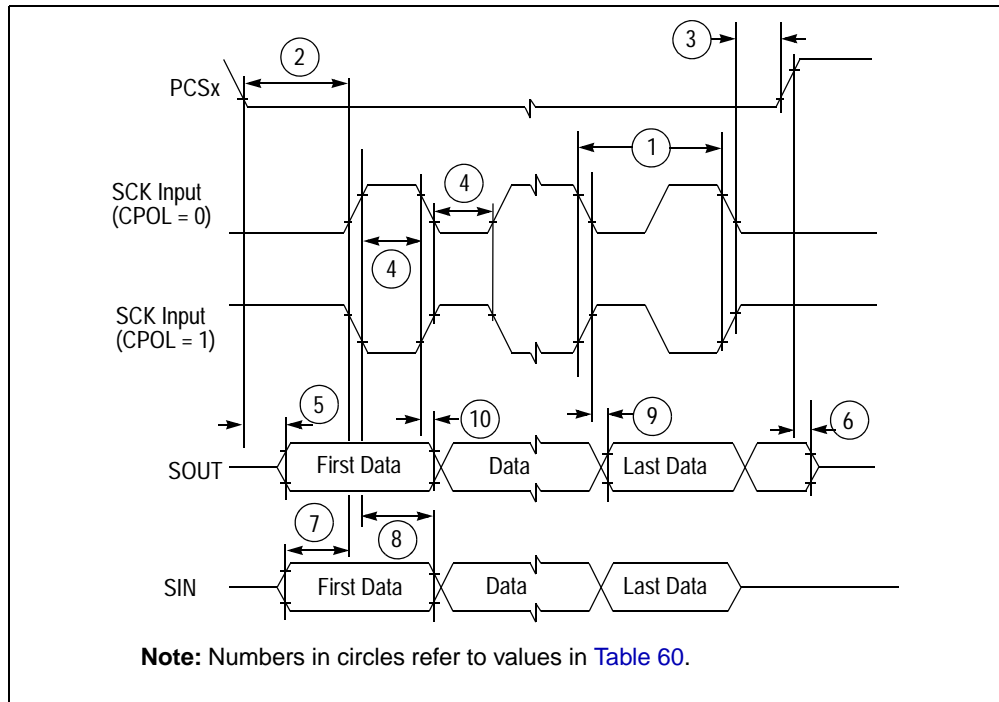 3
2
PCSx
1
4
SCK Input
(CPOL = 0)
4
SCK Input
(CPOL = 1)
5
10
9
6
SOUT
First Data
Data
Last Data
7
8
SIN
First Data
Data
Last Data
Note: Numbers in circles refer to values in Table 60.